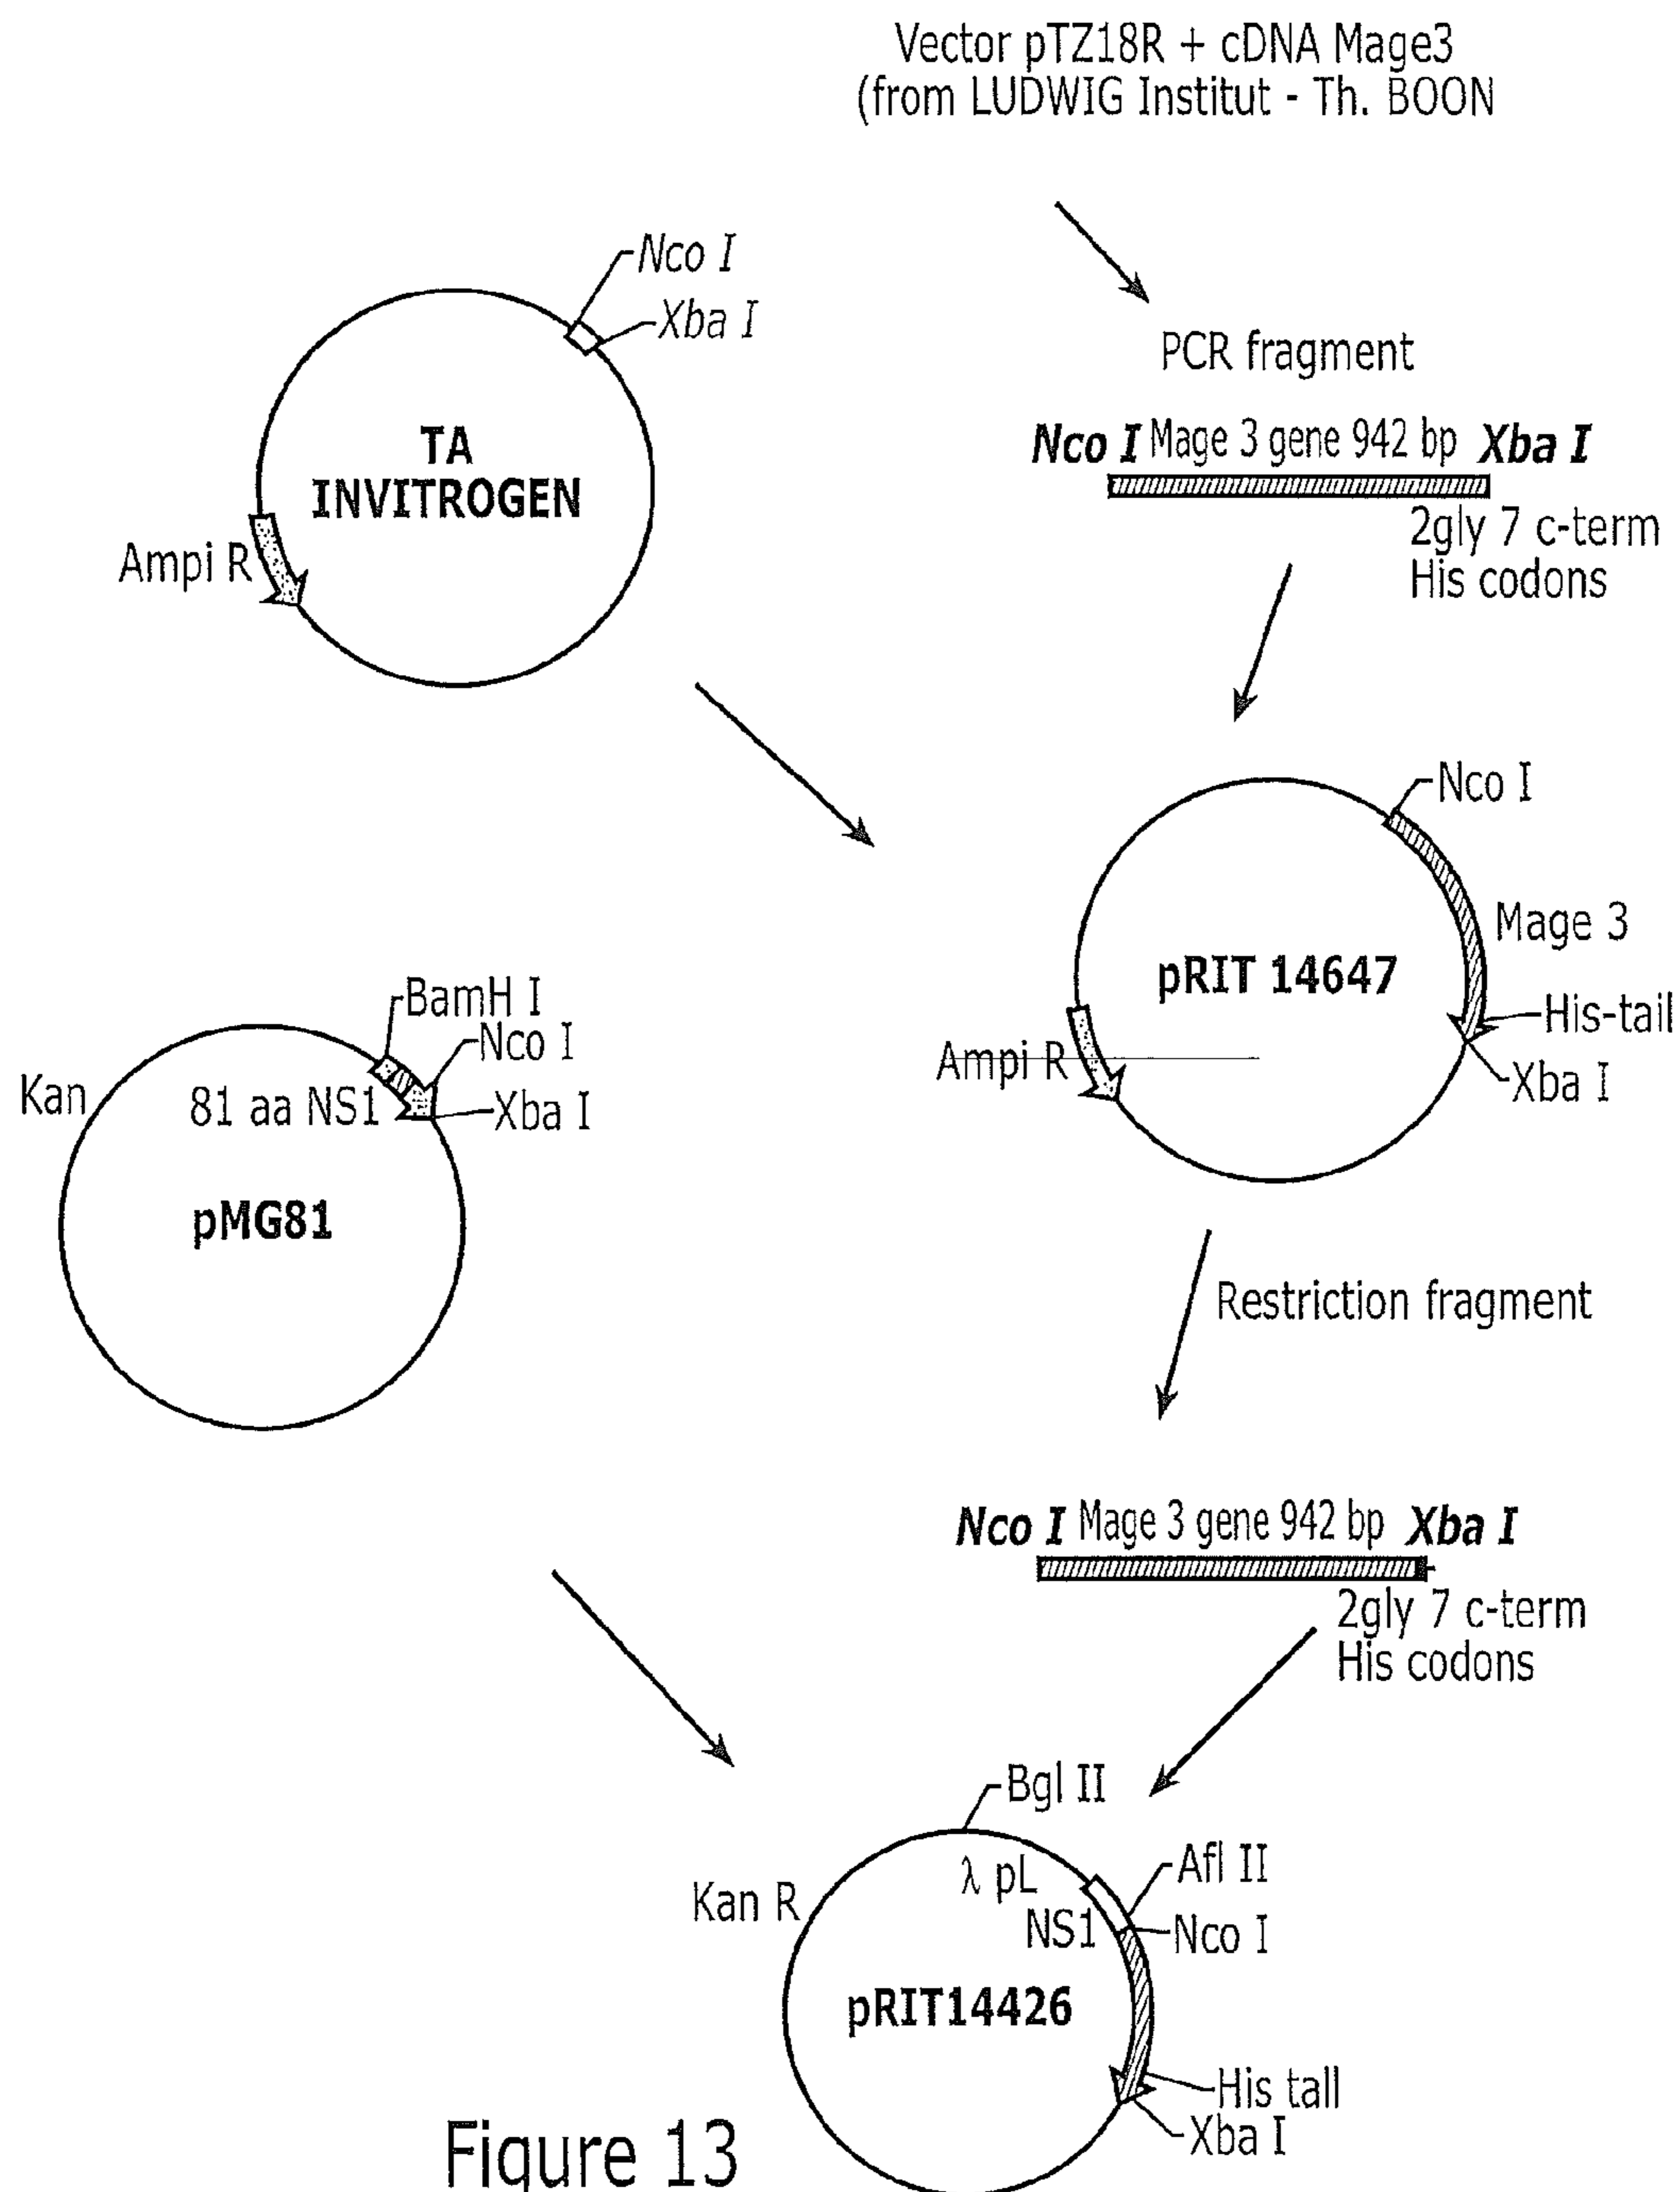 Vector pTZ18R + cDNA Mage3
(from LUDWIG Institut - Th. BOON
Nco I
Xba I
TA
INVITROGEN
Ampi R
PCR fragment
Nco I Mage 3 gene 942 bp Xba I
2gly 7 c-term
His codons
Nco I
Mage 3
pRIT 14647
His-tail
Ampi R
Xba I
BamH I
Nco I
Kan
81 aa NS1
Xba I
pMG81
Restriction fragment
Nco I Mage 3 gene 942 bp Xba I
2gly 7 c-term
His codons
Bgl II
λ pL
Afl II
Kan R
NS1
Nco I
pRIT14426
His tall
Xba I
Figure 13